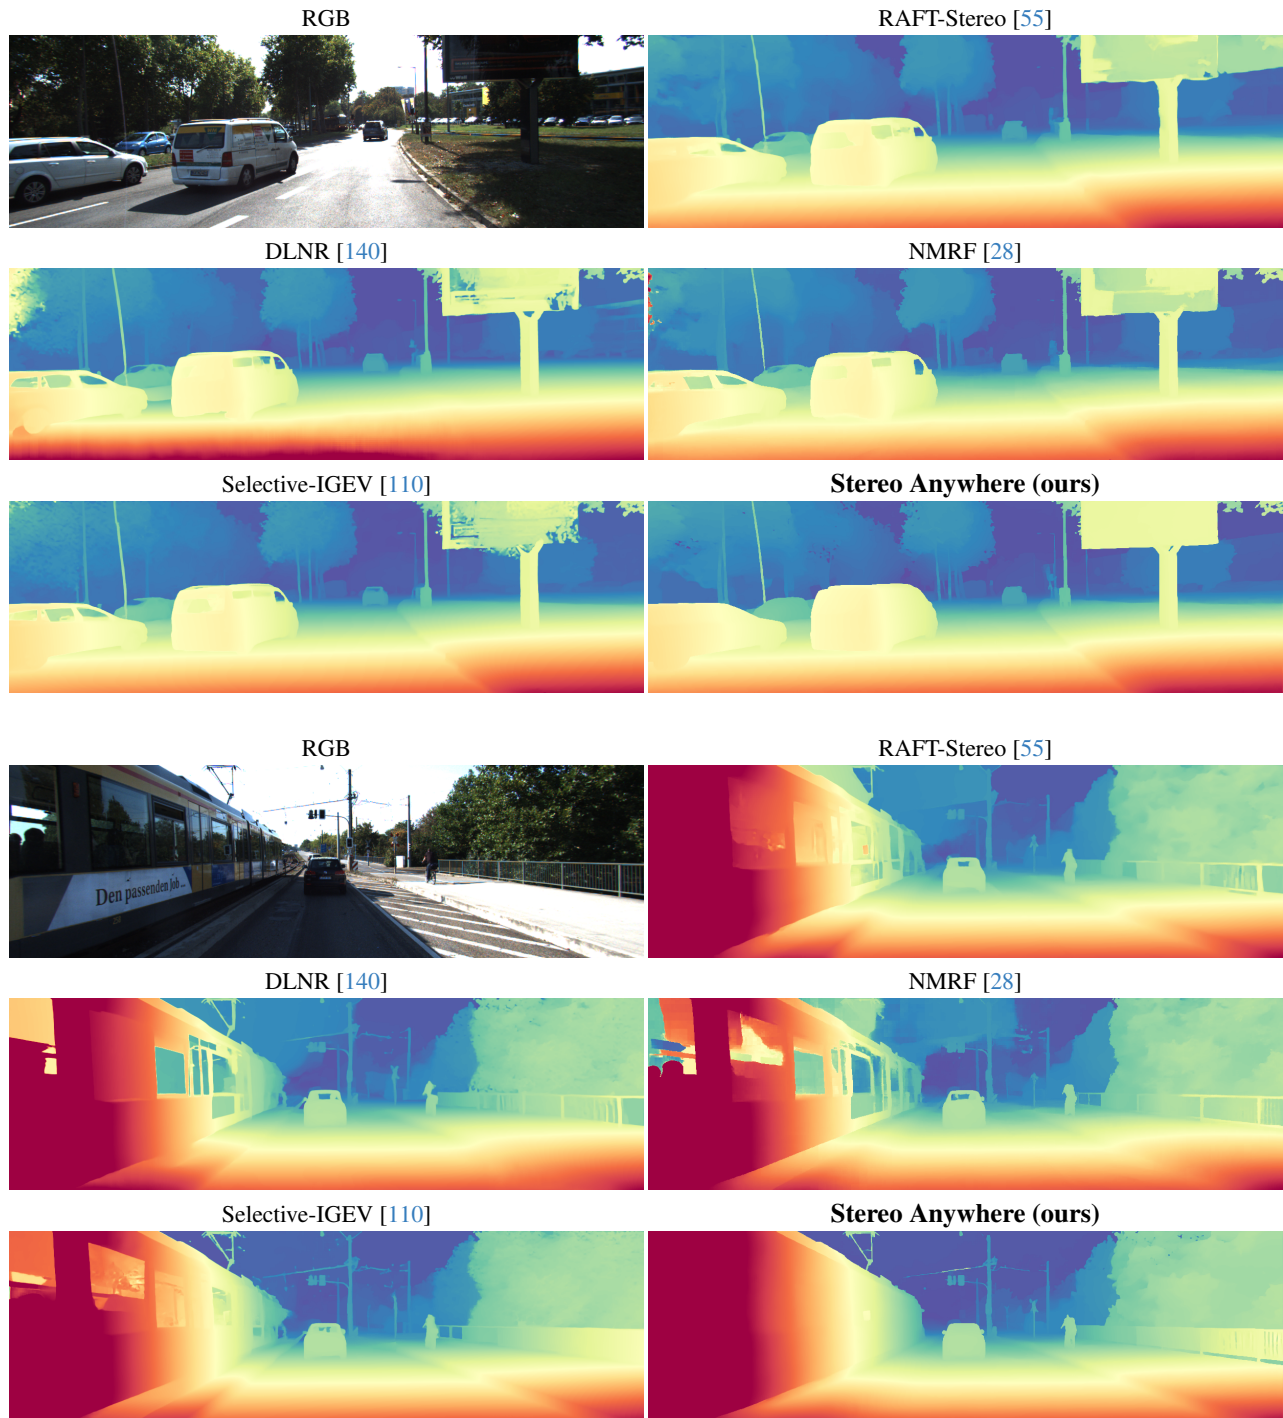 RGB
RAFT-Stereo [55]
DLNR [140]
NMRF [28]
Selective-IGEV [110]
Stereo Anywhere (ours)
RGB
RAFT-Stereo [55]
Den passenden Job ...
DLNR [140]
NMRF [28]
Selective-IGEV [110]
Stereo Anywhere (ours)